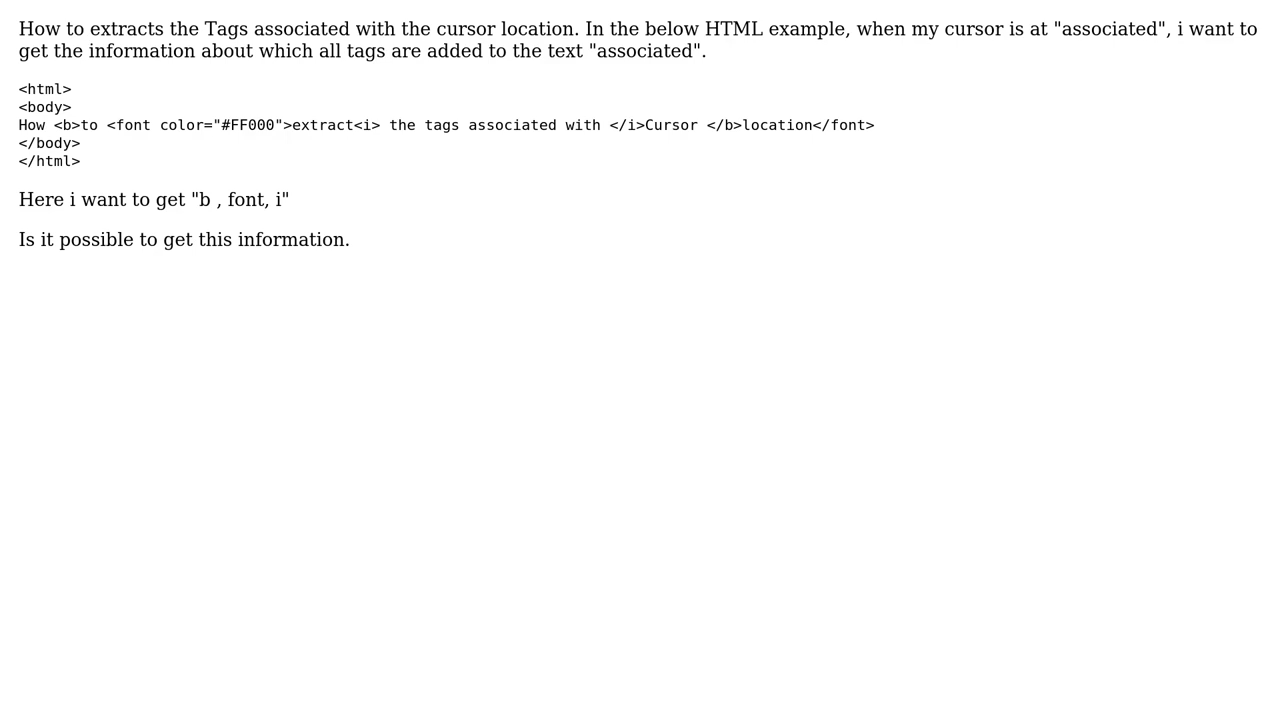 How to extracts the Tags associated with the cursor location. In the below HTML example, when my cursor is at "associated", i want to
get the information about which all tags are added to the text "associated".
<html>
<body>
How <b>to <font color="#FF000">extract<i> the tags associated with </i>Cursor </b>location</font>
</body>
</html>
Here i want to get "b , font, i"
Is it possible to get this information.